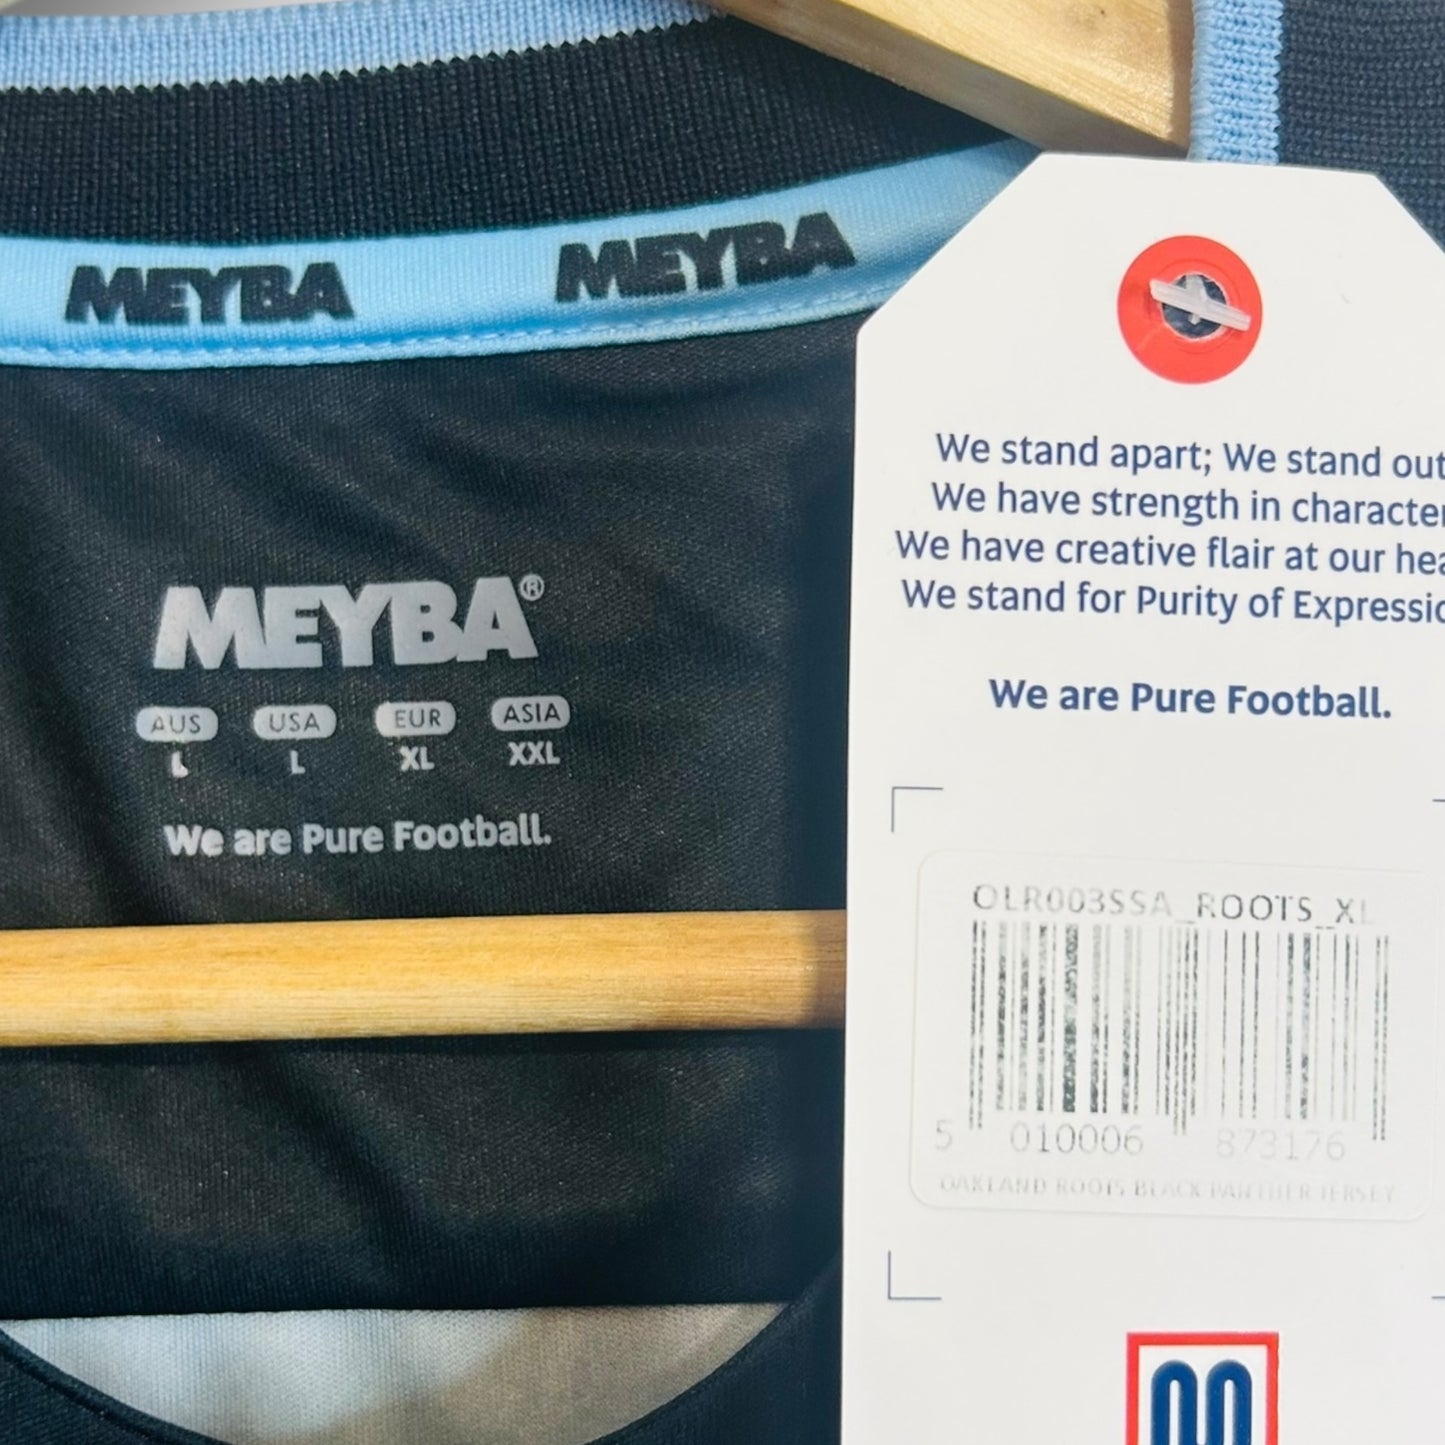 MEYBA MEYBA
MEYBA®
AUS USA EUR ASIA
L L XL XXL
We are Pure Football.
We stand apart; We stand out
We have strength in character
We have creative flair at our hea
We stand for Purity of Expressio
We are Pure Football.
OLR003SSA_ROOTS_XL
5 010006 873176
OAKLAND ROOTS BLACK PANTHER JERSEY